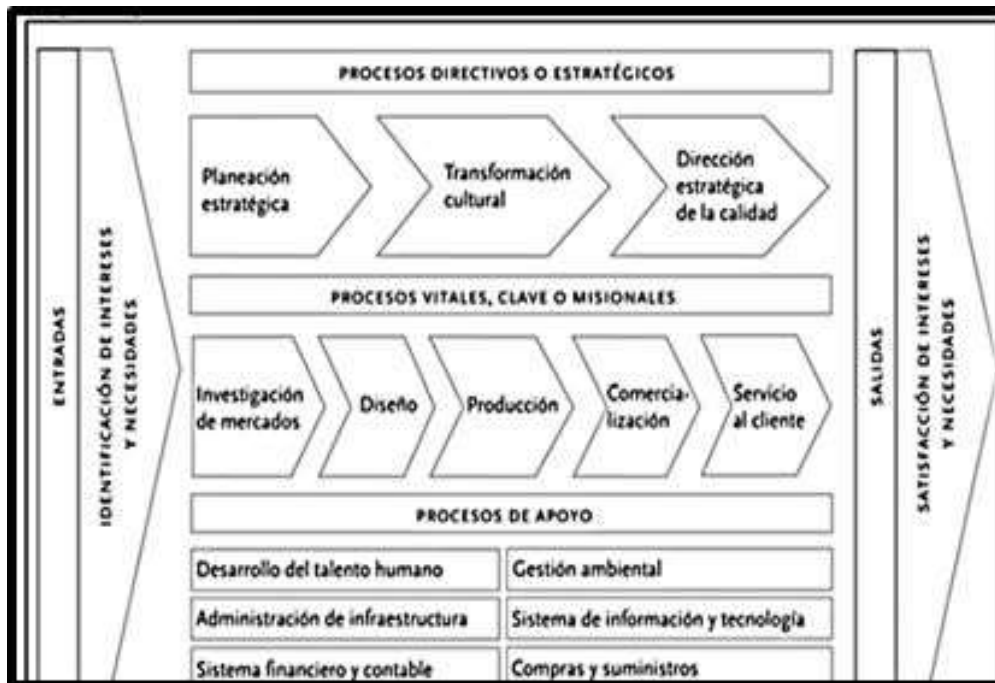 PROCESOS DIRECTIVOS O ESTRATÉGICOS
Planeación
estratégica
Transformación
cultural
Dirección
estratégica
de la calidad
ENTRADAS
IDENTIFICACIÓN DE INTERESES
Y NECESIDADES
PROCESOS VITALES, CLAVE O MISIONALES
Investigación
de mercados
Diseño
Producción
Comercia-
lización
Servicio
al cliente
PROCESOS DE APOYO
Desarrollo del talento humano
Gestión ambiental
Administración de infraestructura
Sistema de información y tecnología
Sistema financiero y contable
Compras y suministros
SALIDAS
SATISFACCIÓN DE INTERESES
Y NECESIDADES